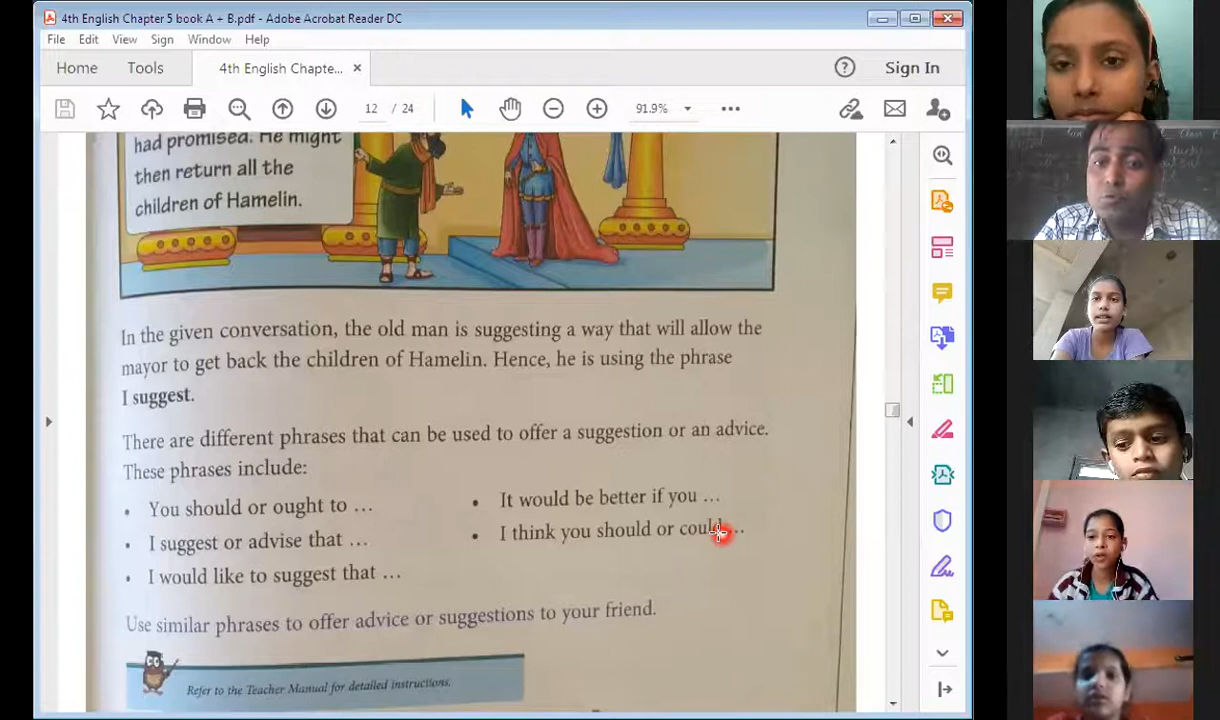 4th English Chapter 5 book A + B.pdf - Adobe Acrobat Reader DC
File Edit View Sign Window Help
Home Tools 4th English Chapte... × Sign In
12 / 24 91.9%
had promised. He might
then return all the
children of Hamelin.
In the given conversation, the old man is suggesting a way that will allow the
mayor to get back the children of Hamelin. Hence, he is using the phrase
I suggest.
There are different phrases that can be used to offer a suggestion or an advice.
These phrases include:
• You should or ought to ...
• I suggest or advise that ...
• I would like to suggest that ...
• It would be better if you ...
• I think you should or could ...
Use similar phrases to offer advice or suggestions to your friend.
Refer to the Teacher Manual for detailed instructions.